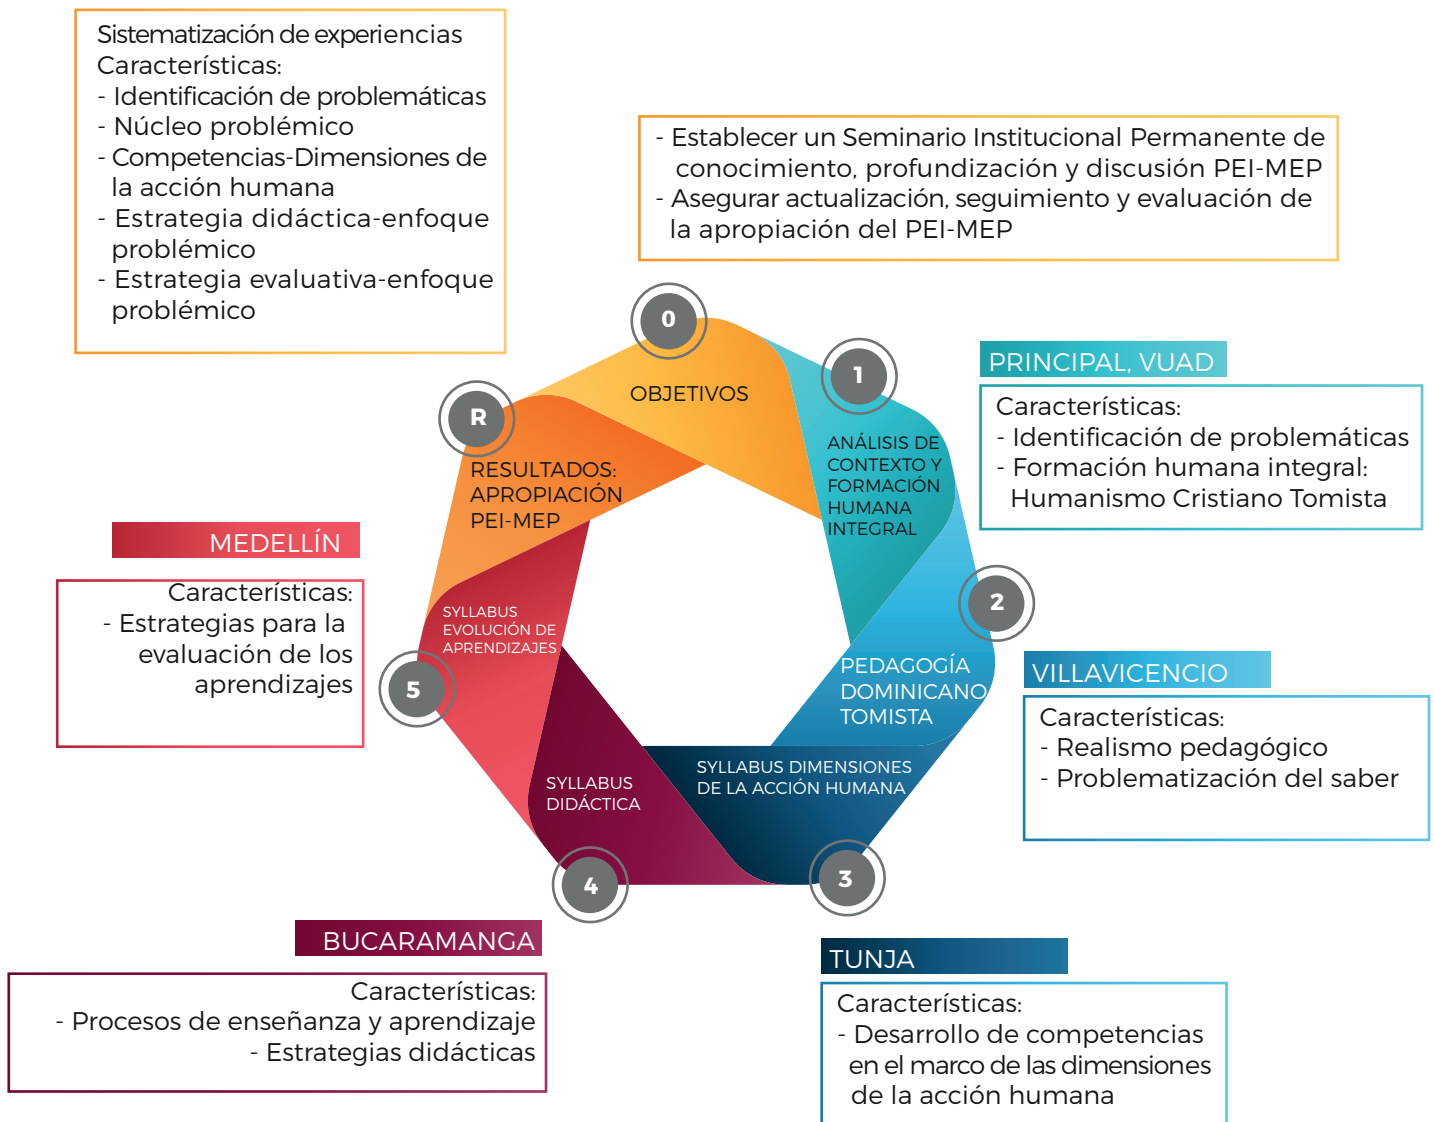 Sistematización de experiencias
Características:
- Identificación de problemáticas
- Núcleo problémico
- Competencias-Dimensiones de
la acción humana
- Estrategia didáctica-enfoque
problémico
- Estrategia evaluativa-enfoque
problémico
- Establecer un Seminario Institucional Permanente de
conocimiento, profundización y discusión PEI-MEP
- Asegurar actualización, seguimiento y evaluación de
la apropiación del PEI-MEP
0
OBJETIVOS
1
ANÁLISIS DE
CONTEXTO Y
FORMACIÓN
HUMANA
INTEGRAL
PRINCIPAL, VUAD
Características:
- Identificación de problemáticas
- Formación humana integral:
Humanismo Cristiano Tomista
2
PEDAGOGÍA
DOMINICANO
TOMISTA
VILLAVICENCIO
Características:
- Realismo pedagógico
- Problematización del saber
3
SYLLABUS DIMENSIONES
DE LA ACCIÓN HUMANA
TUNJA
Características:
- Desarrollo de competencias
en el marco de las dimensiones
de la acción humana
4
SYLLABUS
DIDÁCTICA
BUCARAMANGA
Características:
- Procesos de enseñanza y aprendizaje
- Estrategias didácticas
5
SYLLABUS
EVOLUCIÓN DE
APRENDIZAJES
MEDELLÍN
Características:
- Estrategias para la
evaluación de los
aprendizajes
R
RESULTADOS:
APROPIACIÓN
PEI-MEP